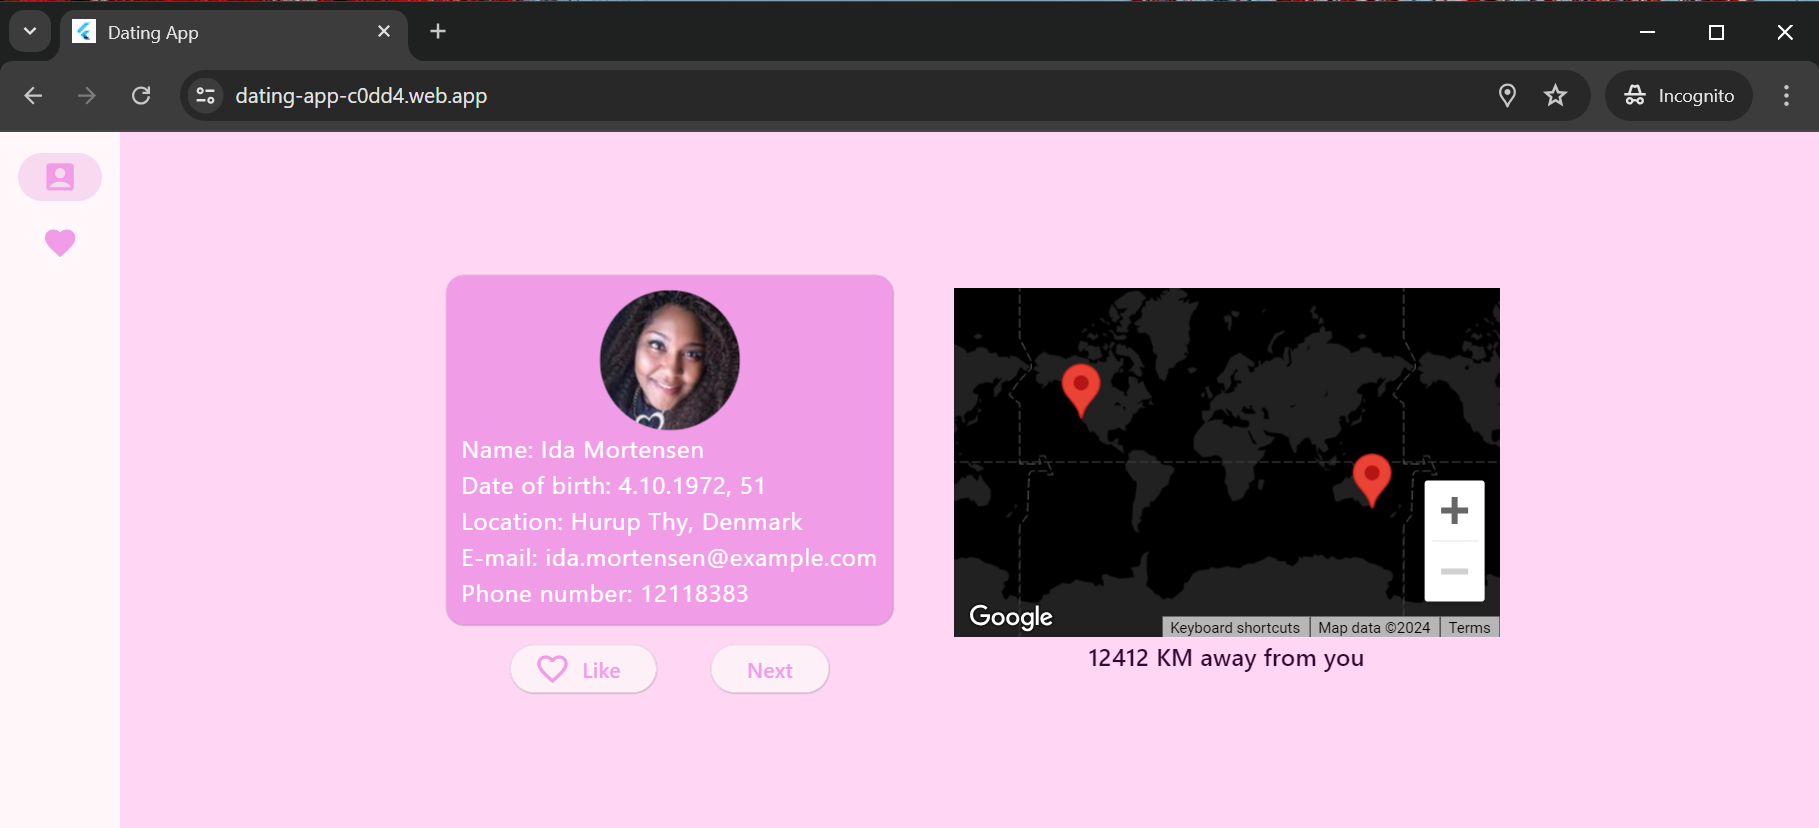 Dating App
dating-app-c0dd4.web.app
Incognito
Name: Ida Mortensen
Date of birth: 4.10.1972, 51
Location: Hurup Thy, Denmark
E-mail: ida.mortensen@example.com
Phone number: 12118383
Like
Next
Google
Keyboard shortcuts
Map data ©2024
Terms
12412 KM away from you